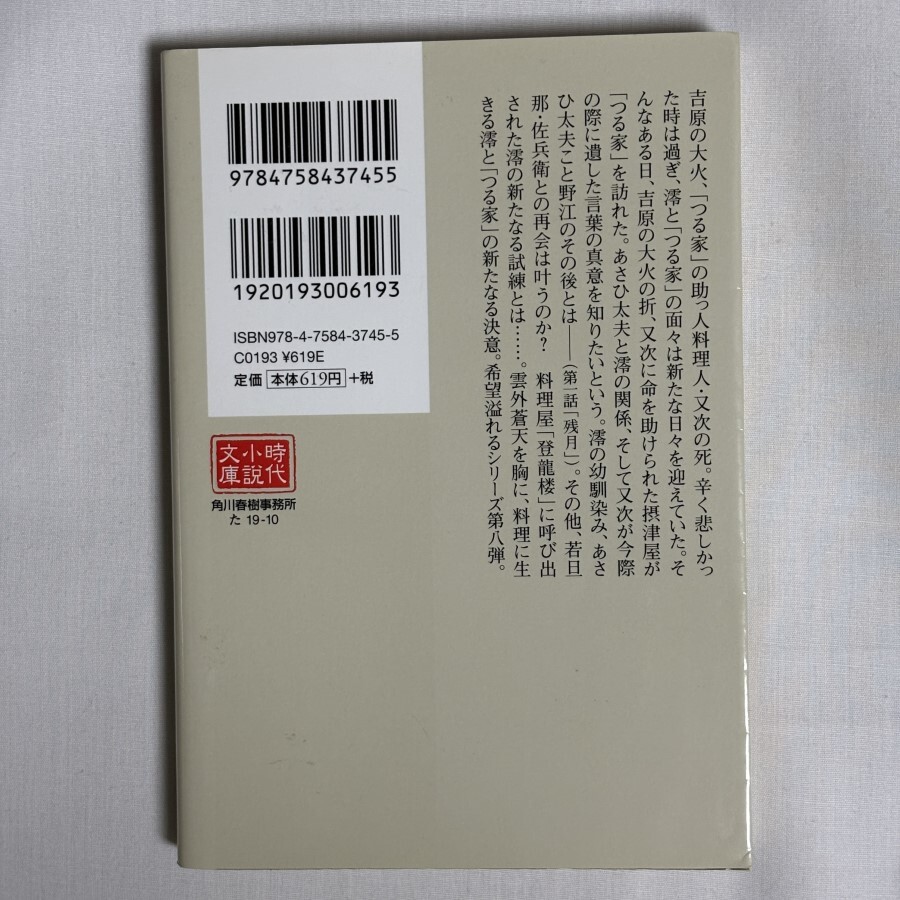 吉原の大火、「つる家」の助っ人料理人・又次の死。辛く悲しかっ
た時は過ぎ、澪と「つる家」の面々は新たな日々を迎えていた。そ
んなある日、吉原の大火の折、又次に命を助けられた摂津屋が
「つる家」を訪れた。あさひ太夫と澪の関係、そして又次が今際
の際に遺した言葉の真意を知りたいという。澪の幼馴染み、あさ
ひ太夫こと野江のその後とは――(第一話「残月」)。その他、若旦
那・佐兵衛との再会は叶うのか? 料理屋「登龍楼」に呼び出
された澪の新たなる試練とは……。雲外蒼天を胸に、料理に生
きる澪と「つる家」の新たなる決意。希望溢れるシリーズ第八弾。
9784758437455
1920193006193
ISBN978-4-7584-3745-5
C0193 ¥619E
定価 本体619円 +税
時代
小説
文庫
角川春樹事務所
た 19-10